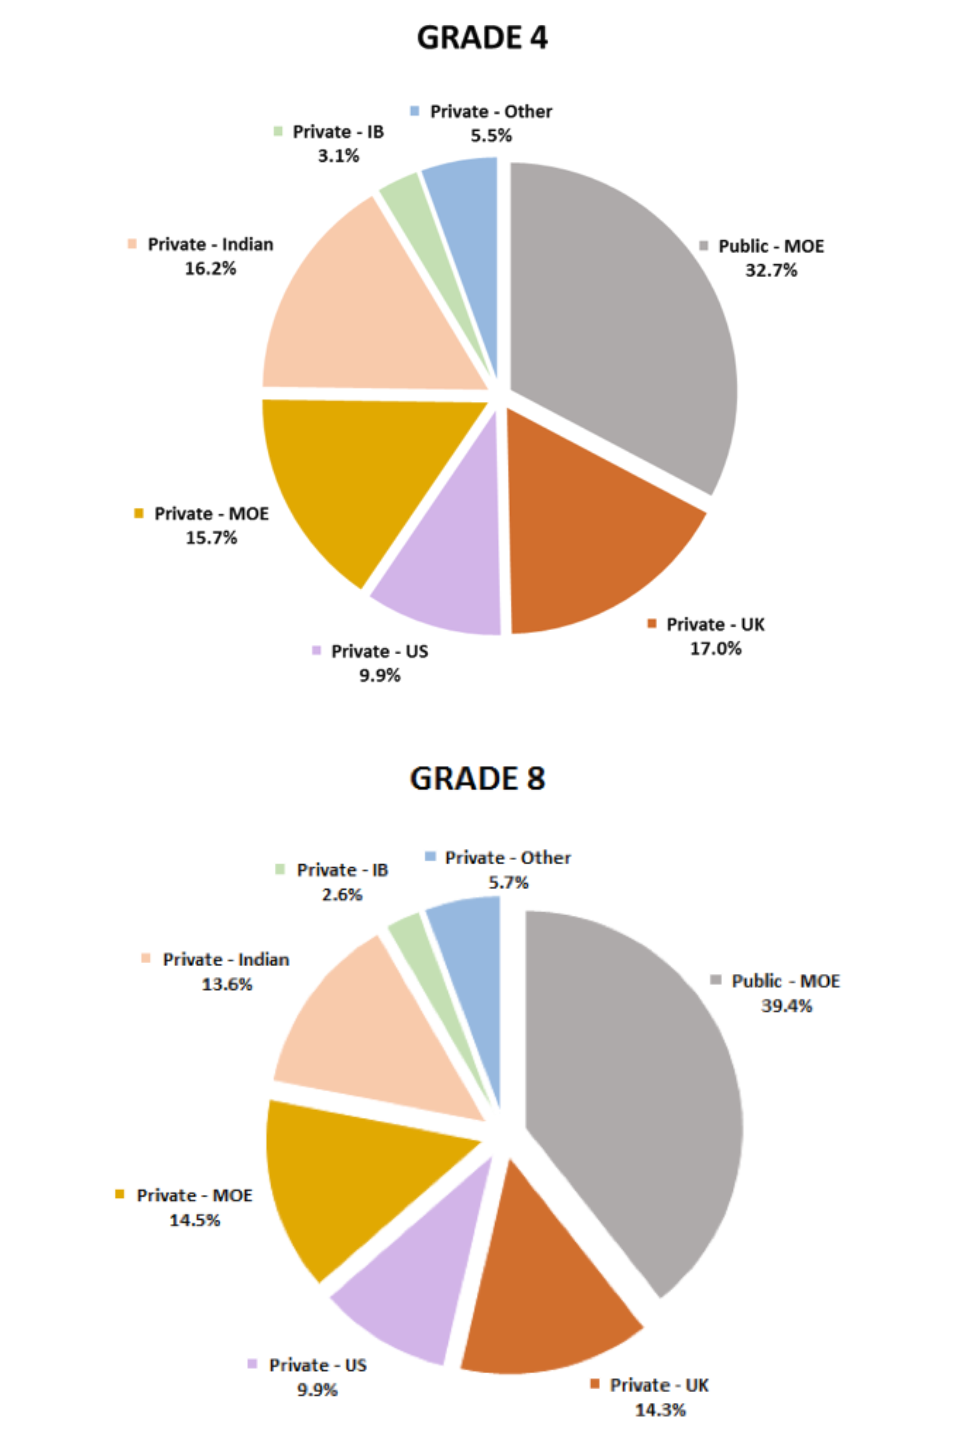 GRADE 4
Private - Other
5.5%
Private - IB
3.1%
Private - Indian
16.2%
Public - MOE
32.7%
Private - MOE
15.7%
Private - UK
17.0%
Private - US
9.9%
GRADE 8
Private - Other
5.7%
Private - IB
2.6%
Private - Indian
13.6%
Public - MOE
39.4%
Private - MOE
14.5%
Private - US
9.9%
Private - UK
14.3%